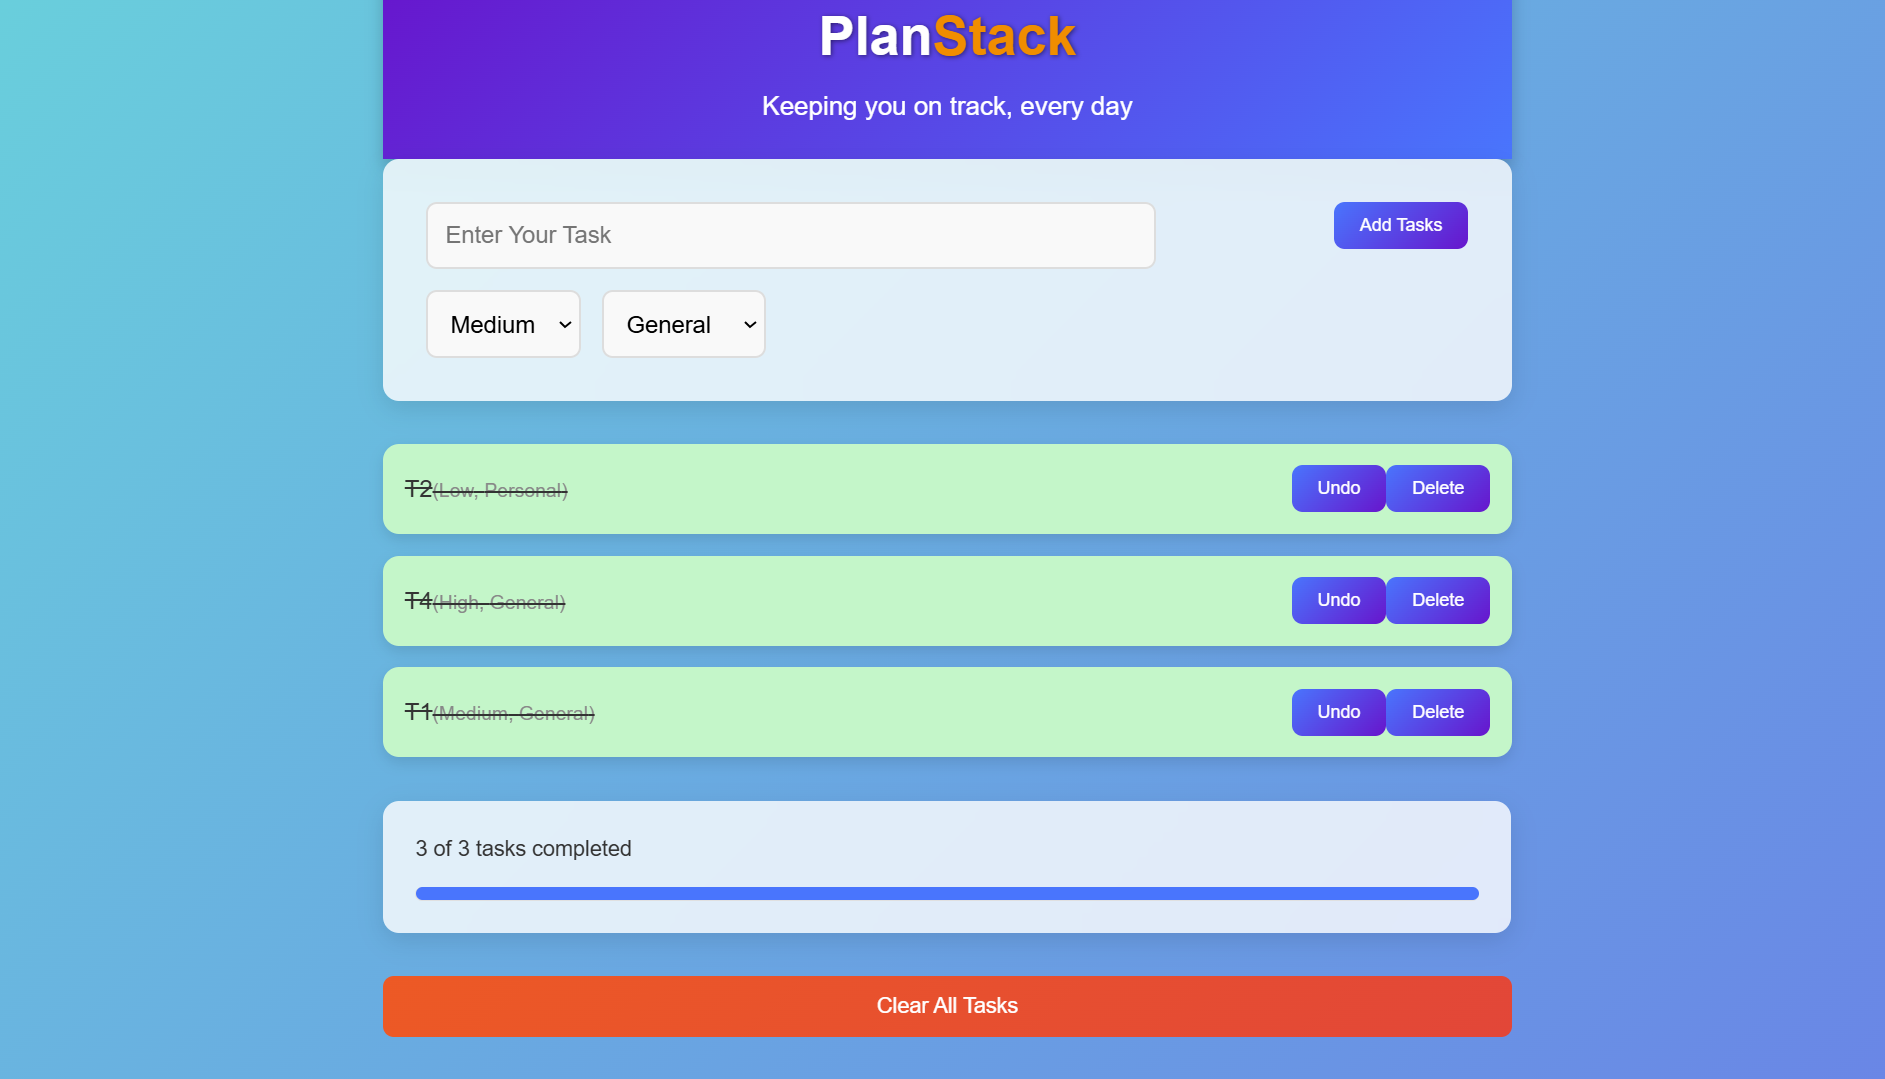 PlanStack
Keeping you on track, every day
Enter Your Task
Add Tasks
Medium
General
T2(Low, Personal)
Undo
Delete
T4(High, General)
Undo
Delete
T1(Medium, General)
Undo
Delete
3 of 3 tasks completed
Clear All Tasks